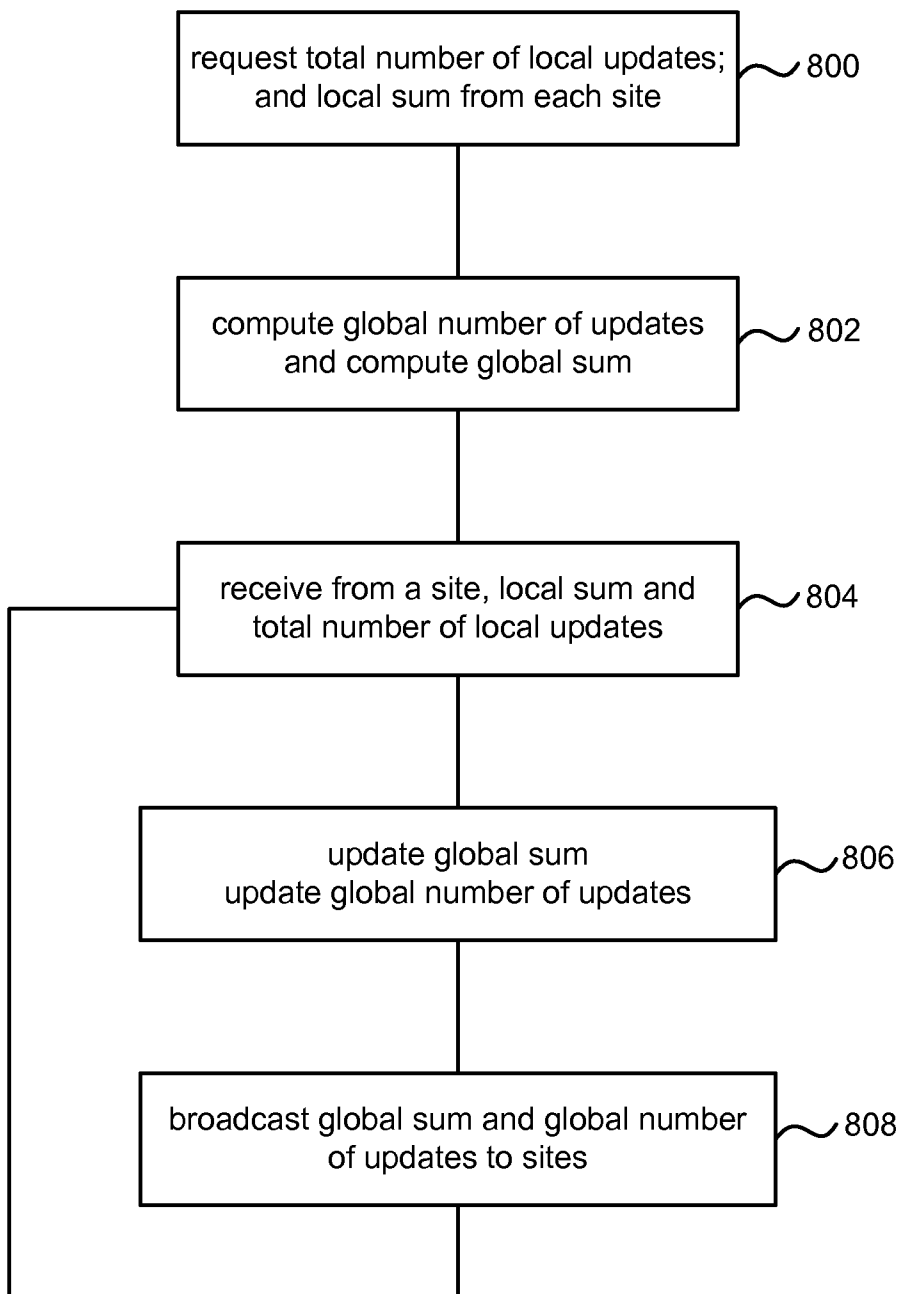 request total number of local updates;
and local sum from each site
800
compute global number of updates
and compute global sum
802
receive from a site, local sum and
total number of local updates
804
update global sum
update global number of updates
806
broadcast global sum and global number
of updates to sites
808